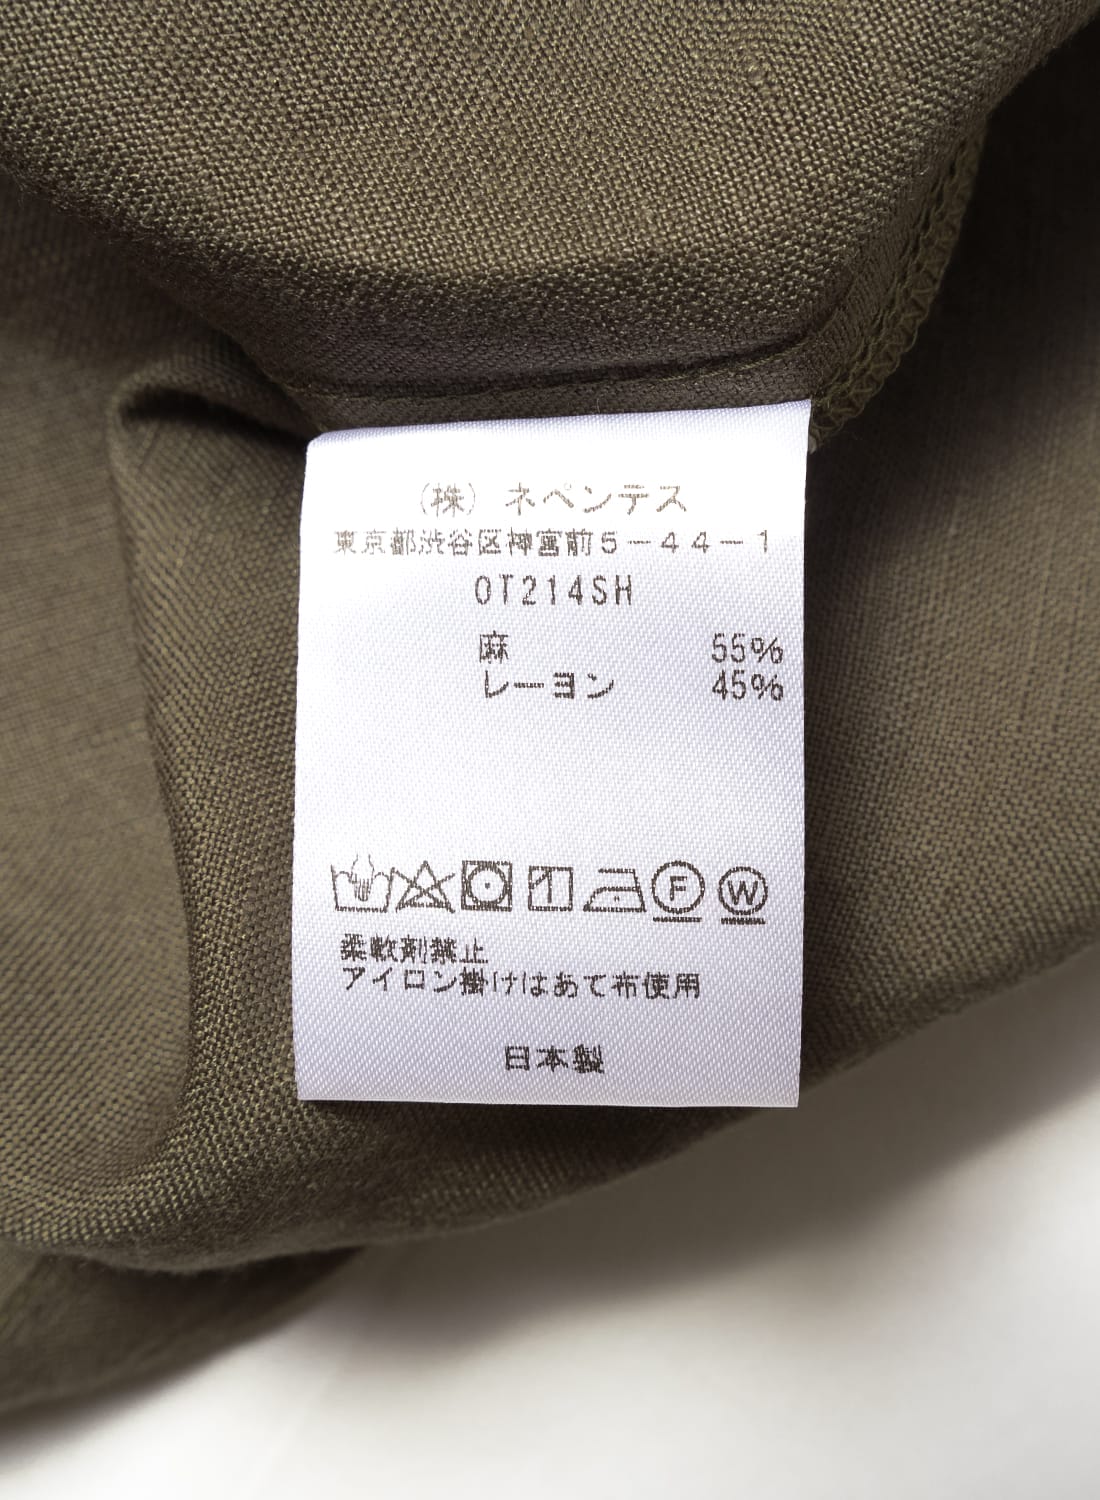 （株）ネペンテス
東京都渋谷区神宮前５－４４－１
OT214SH
麻 55%
レーヨン 45%
F W
柔軟剤禁止
アイロン掛けはあて布使用
日本製